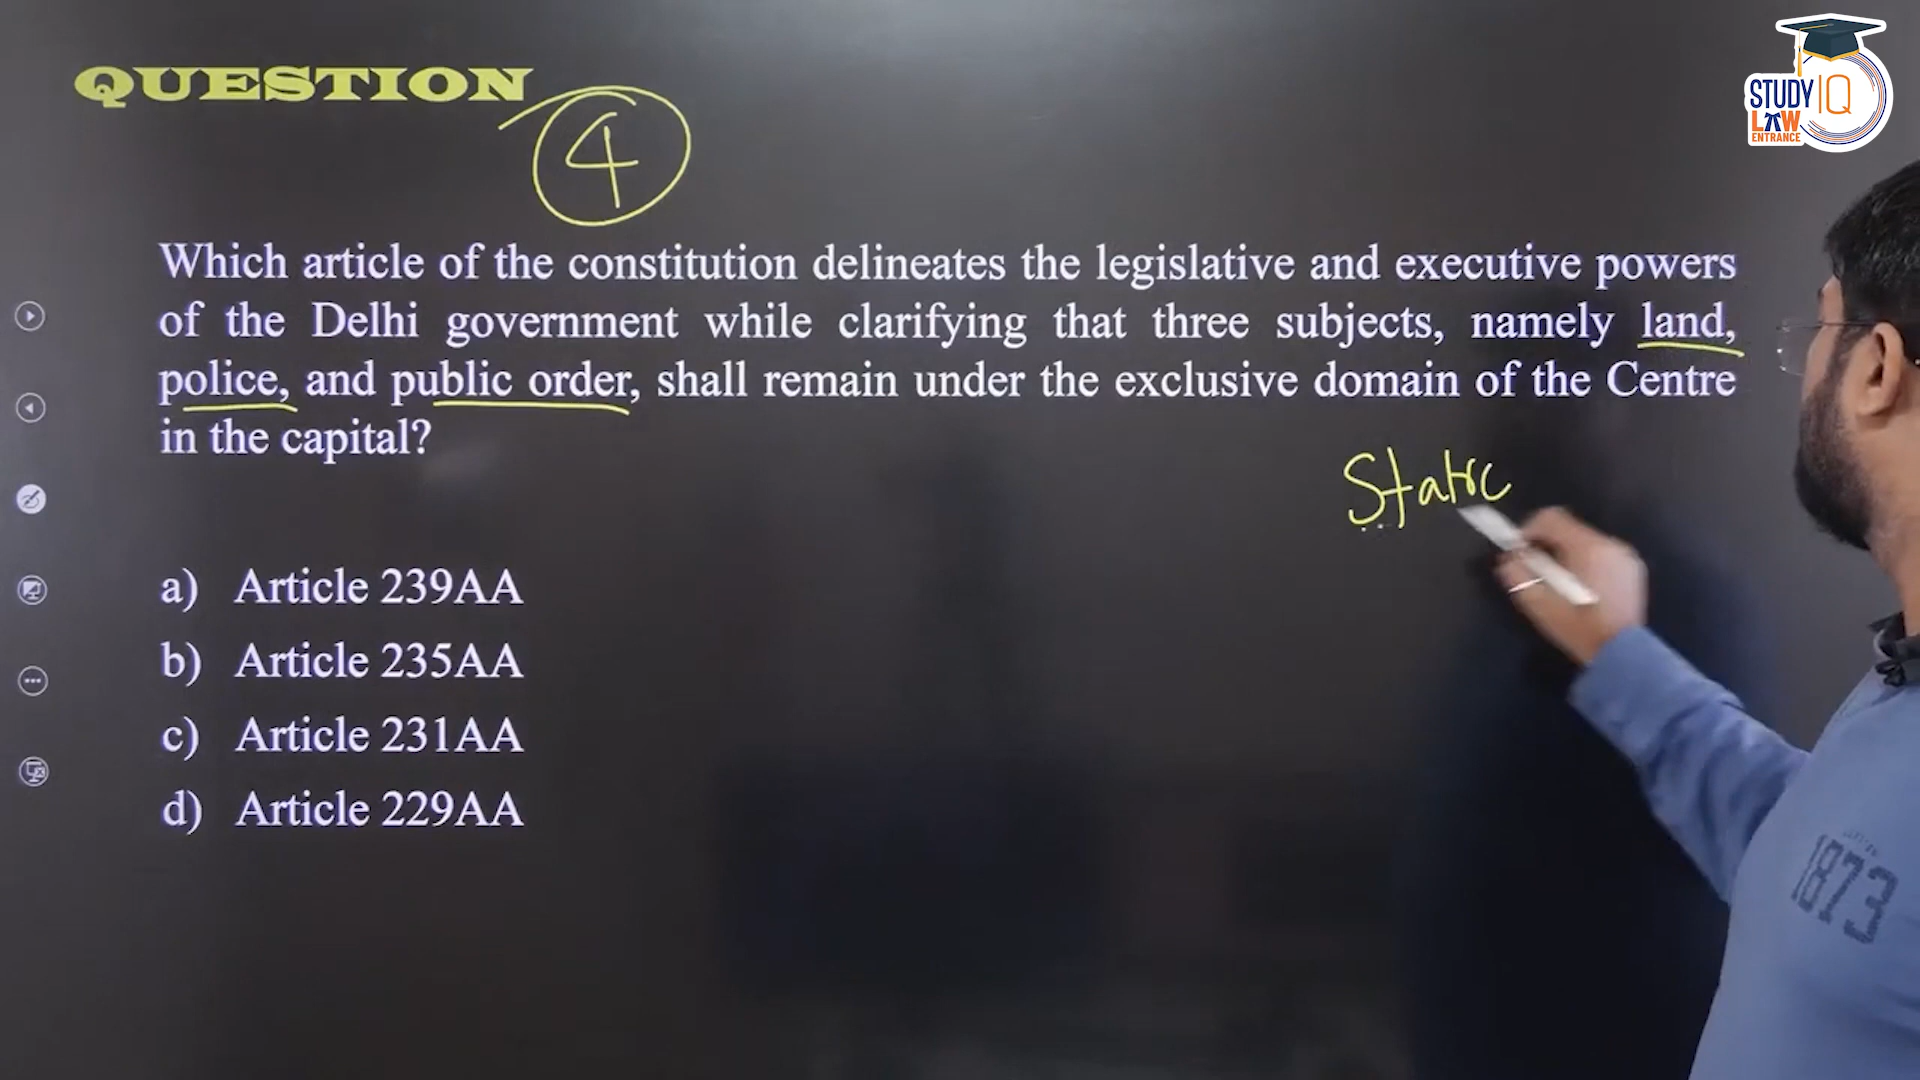 QUESTION
4
STUDY IQ
LAW
ENTRANCE
Which article of the constitution delineates the legislative and executive powers
of the Delhi government while clarifying that three subjects, namely land,
police, and public order, shall remain under the exclusive domain of the Centre
in the capital?
Static
a) Article 239AA
b) Article 235AA
c) Article 231AA
d) Article 229AA
1873